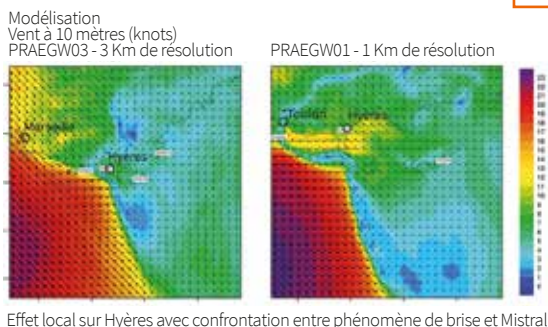 Modélisation
Vent à 10 mètres (knots)
PRAEGW03 - 3 Km de résolution
PRAEGW01 - 1 Km de résolution
Marseille
Hyères
Toulon
Hyères
Effet local sur Hyères avec confrontation entre phénomène de brise et Mistral